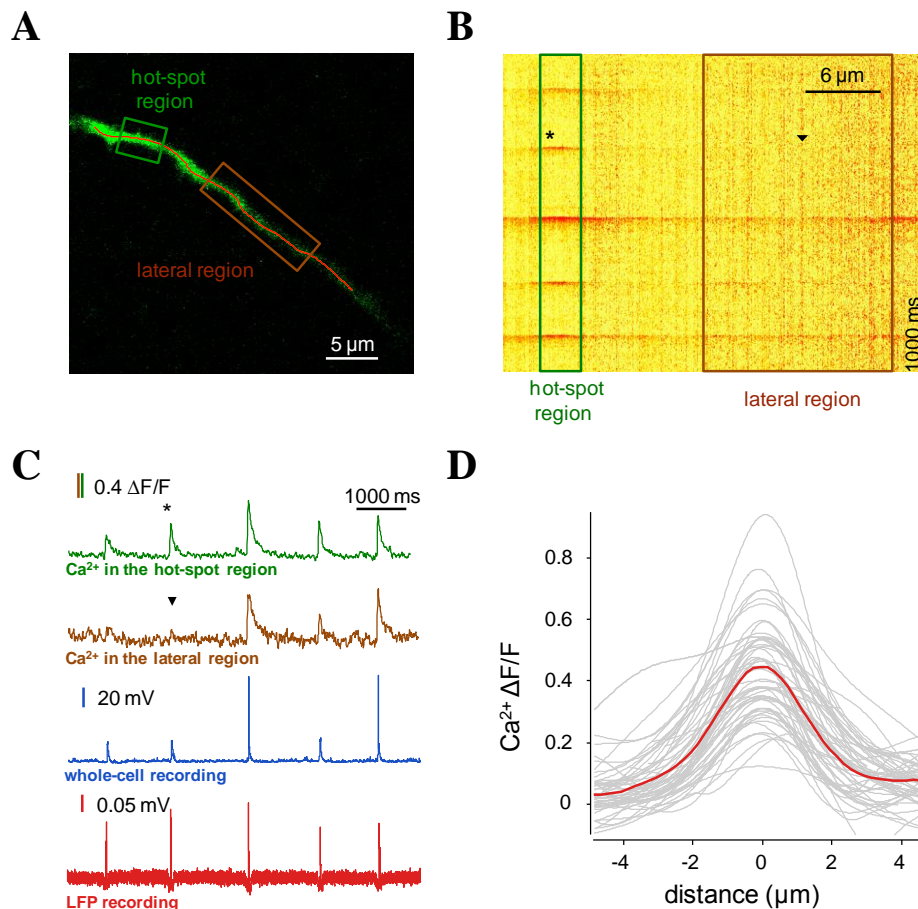 A
hot-spot
region
lateral region
5 µm
B
6 µm
*
1000 ms
hot-spot
region
lateral region
C
0.4 ΔF/F
1000 ms
*
Ca²⁺ in the hot-spot region
Ca²⁺ in the lateral region
20 mV
whole-cell recording
0.05 mV
LFP recording
D
Ca²⁺ ΔF/F
0.8
0.6
0.4
0.2
0
-4
-2
0
2
4
distance (µm)